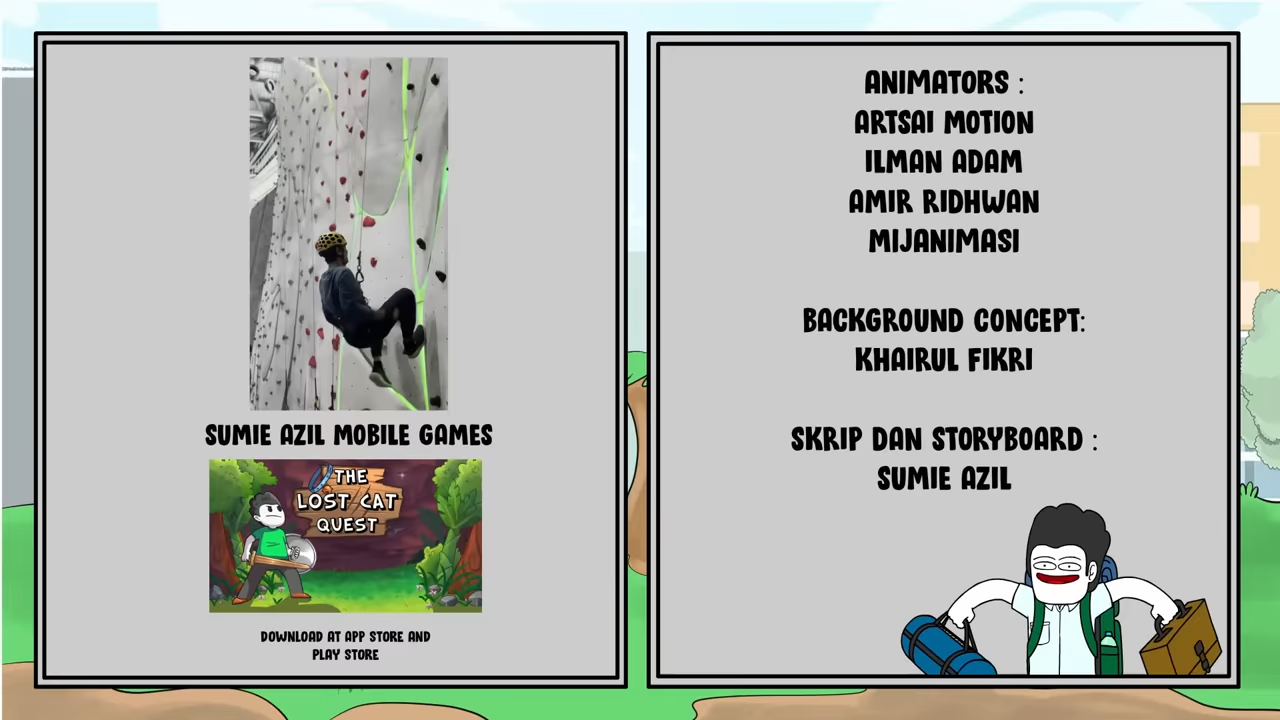 SUMIE AZIL MOBILE GAMES
THE
LOST CAT
QUEST
DOWNLOAD AT APP STORE AND
PLAY STORE
ANIMATORS :
ARTSAI MOTION
ILMAN ADAM
AMIR RIDHWAN
MIJANIMASI
BACKGROUND CONCEPT:
KHAIRUL FIKRI
SKRIP DAN STORYBOARD :
SUMIE AZIL